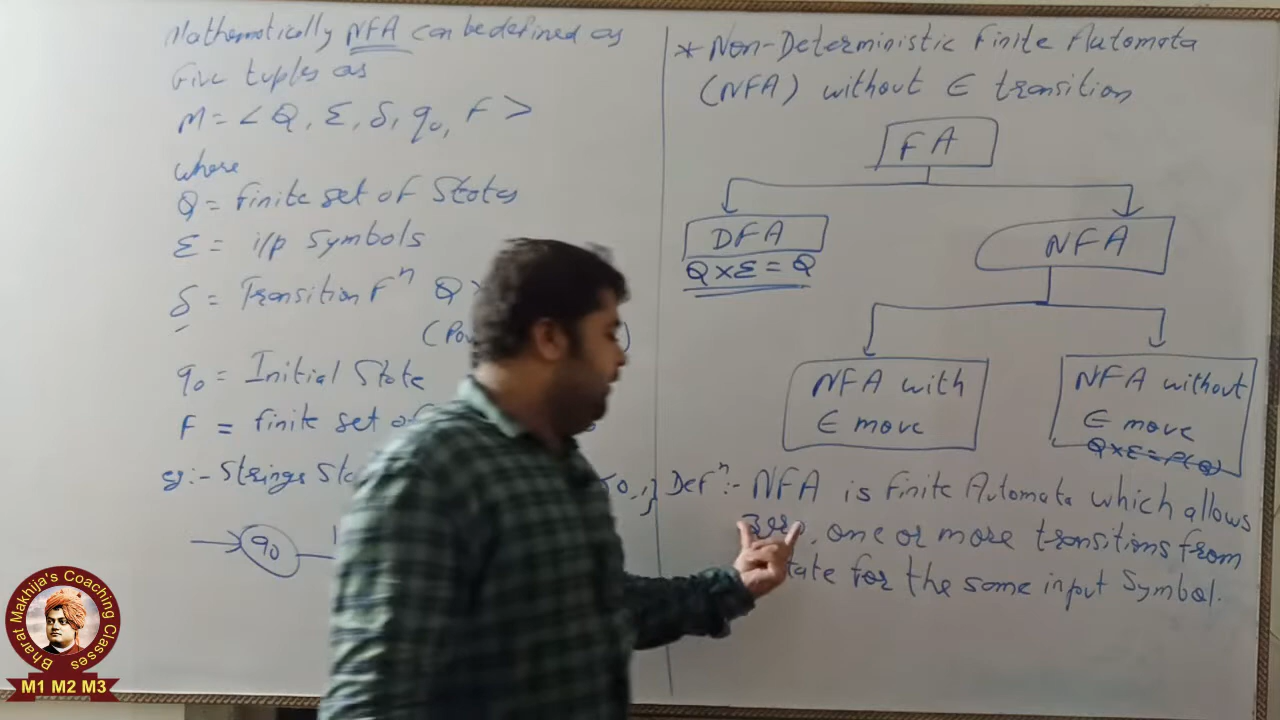 Mathematically NFA can be defined as
five tuples as
M = < Q, Σ, δ, q0, F >
where
Q = finite set of States
Σ = i/p Symbols
δ = Transition Fⁿ Q×
q0 = Initial State
F = finite set of
eg:- Strings
q0
* Non-Deterministic Finite Automata
(NFA) without ∈ transition
FA
DFA
Q×Σ = Q
NFA
NFA with
∈ move
NFA without
∈ move
Q×Σ = P(Q)
Defⁿ:- NFA is Finite Automata which allows
zero, one or more transitions from
for the same input Symbol.
Bharat Makhija's Coaching Classes
M1 M2 M3